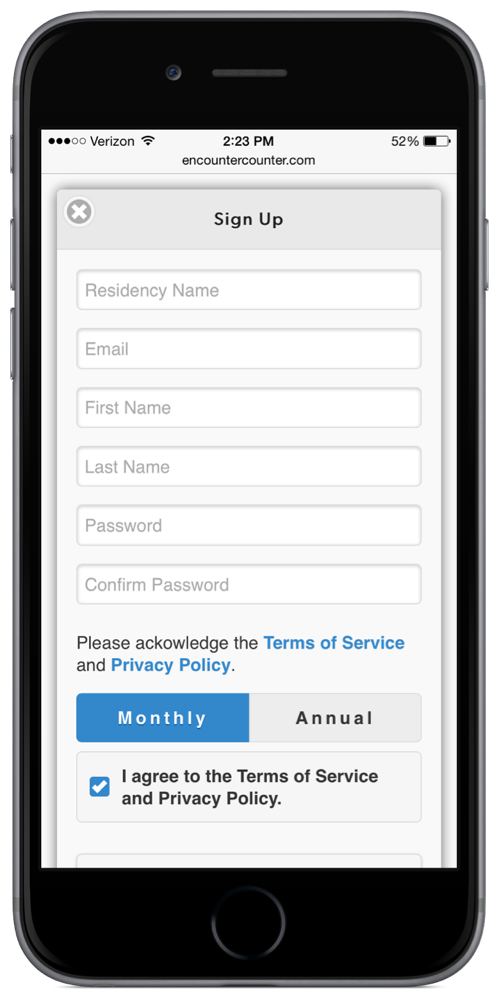 Verizon 2:23 PM 52%
encountercounter.com
Sign Up
Residency Name
Email
First Name
Last Name
Password
Confirm Password
Please ackowledge the Terms of Service
and Privacy Policy.
Monthly Annual
I agree to the Terms of Service
and Privacy Policy.